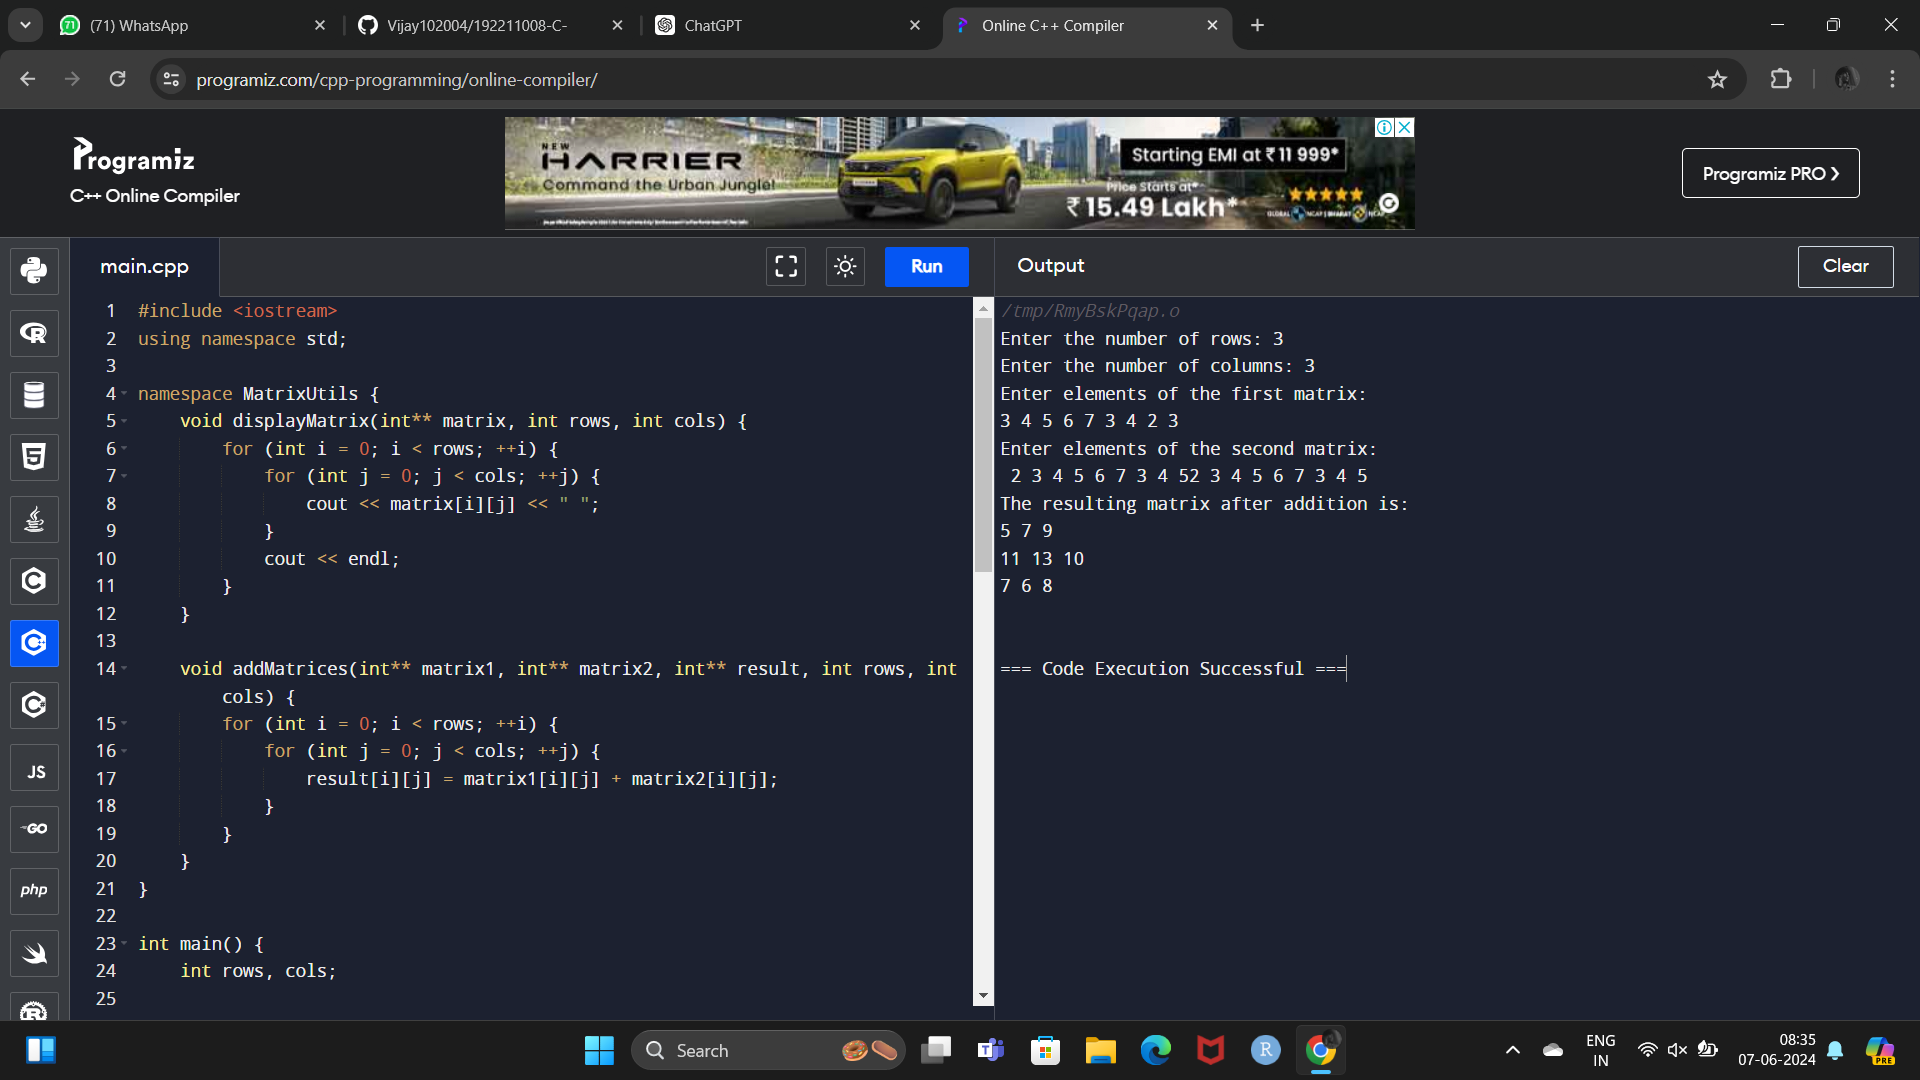 (71) WhatsApp
Vijay102004/192211008-C-
ChatGPT
Online C++ Compiler
programiz.com/cpp-programming/online-compiler/
Programiz
C++ Online Compiler
NEW
HARRIER
Command the Urban Jungle!
Starting EMI at ₹11 999*
Price Starts at*
₹15.49 Lakh*
Programiz PRO ❯
main.cpp
Run
Output
Clear
1 #include <iostream>
2 using namespace std;
3
4 namespace MatrixUtils {
5 void displayMatrix(int** matrix, int rows, int cols) {
6 for (int i = 0; i < rows; ++i) {
7 for (int j = 0; j < cols; ++j) {
8 cout << matrix[i][j] << " ";
9 }
10 cout << endl;
11 }
12 }
13
14 void addMatrices(int** matrix1, int** matrix2, int** result, int rows, int
cols) {
15 for (int i = 0; i < rows; ++i) {
16 for (int j = 0; j < cols; ++j) {
17 result[i][j] = matrix1[i][j] + matrix2[i][j];
18 }
19 }
20 }
21 }
22
23 int main() {
24 int rows, cols;
25
/tmp/RmyBskPqap.o
Enter the number of rows: 3
Enter the number of columns: 3
Enter elements of the first matrix:
3 4 5 6 7 3 4 2 3
Enter elements of the second matrix:
2 3 4 5 6 7 3 4 52 3 4 5 6 7 3 4 5
The resulting matrix after addition is:
5 7 9
11 13 10
7 6 8
=== Code Execution Successful ===
JS
GO
php
Search
ENG
IN
08:35
07-06-2024
PRE